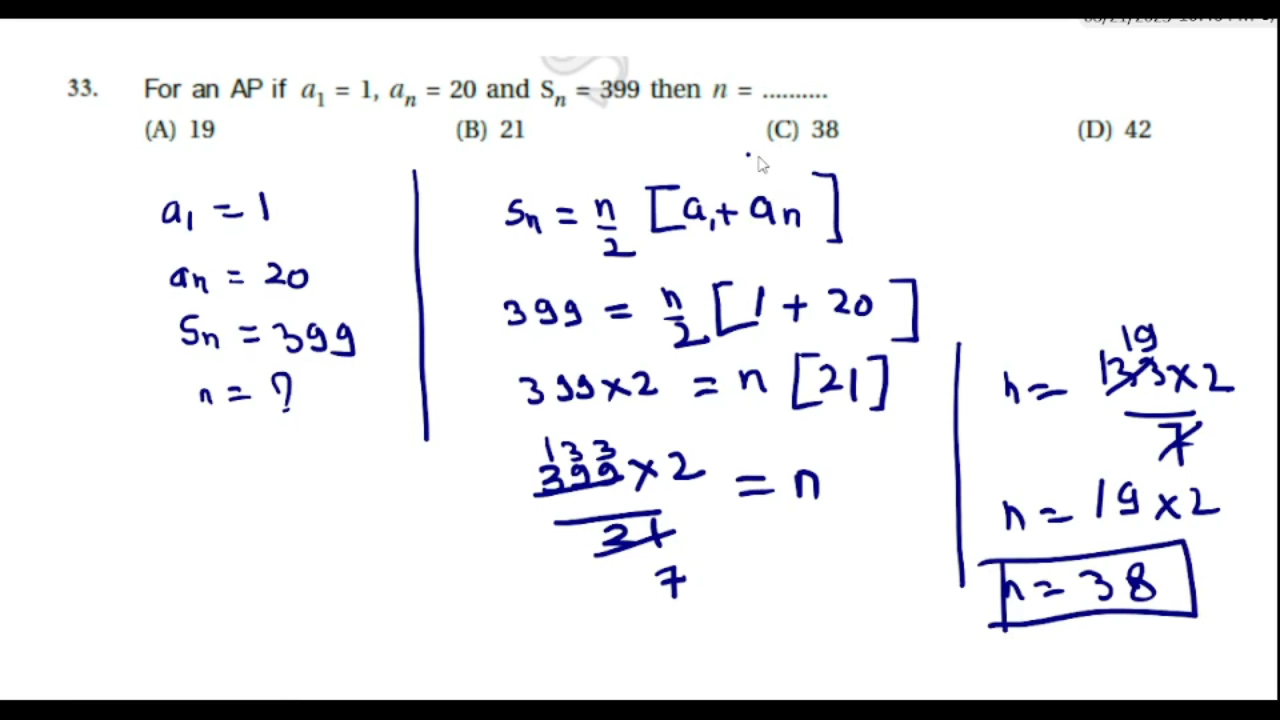 33. For an AP if a₁ = 1, aₙ = 20 and Sₙ = 399 then n = ..........
(A) 19 (B) 21 (C) 38 (D) 42
a₁ = 1
aₙ = 20
Sₙ = 399
n = ?
Sₙ = n/2 [a₁ + aₙ]
399 = n/2 [1 + 20]
399 × 2 = n [21]
133
399 × 2 / 21 = n
7
19
n = 133 × 2 / 7
n = 19 × 2
n = 38